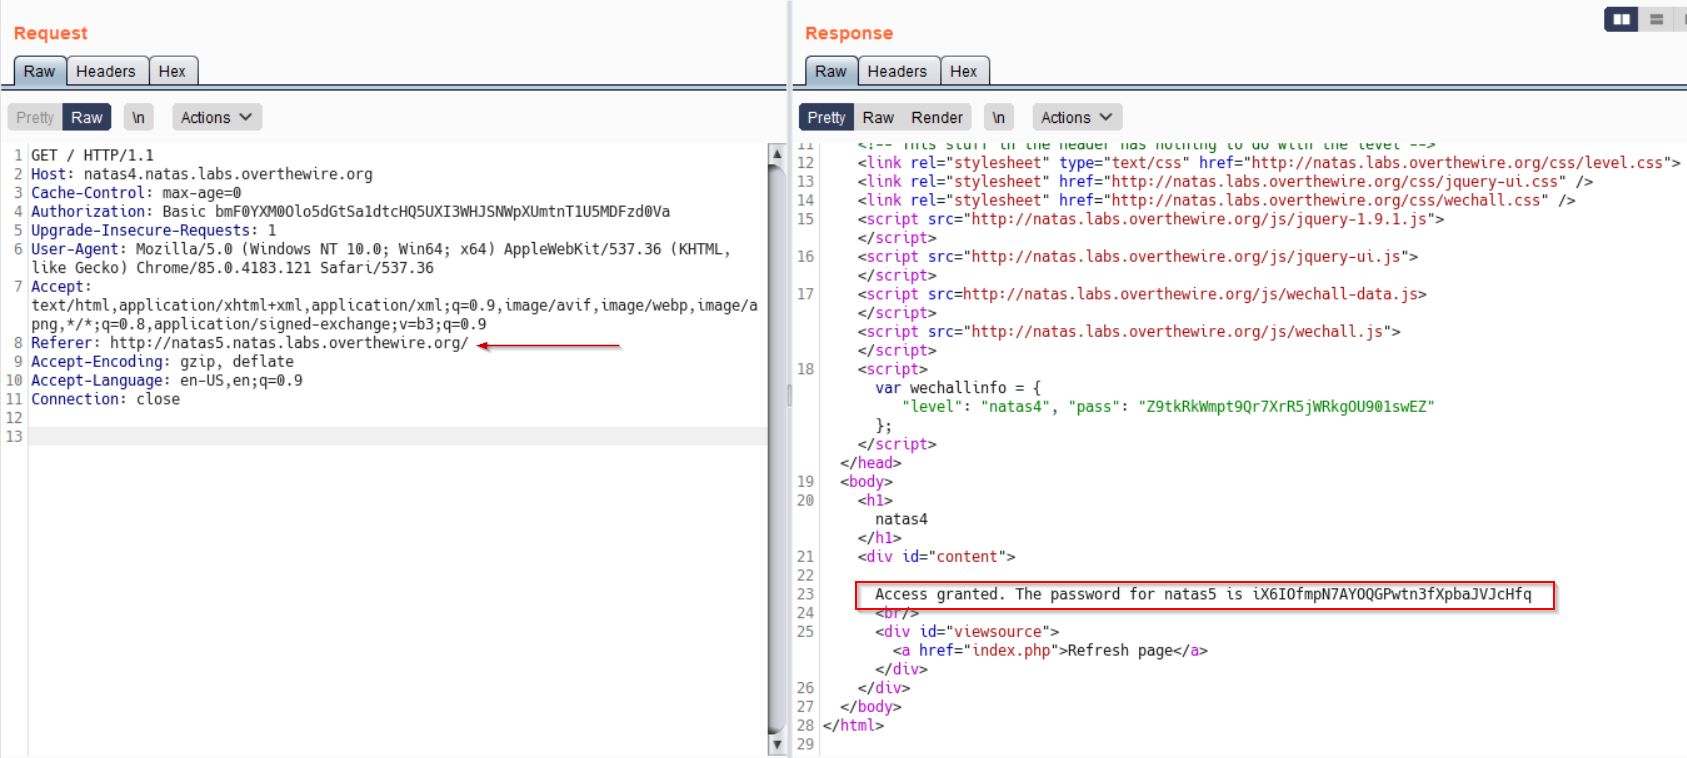 Request
Raw Headers Hex
Pretty Raw \n Actions
1 GET / HTTP/1.1
2 Host: natas4.natas.labs.overthewire.org
3 Cache-Control: max-age=0
4 Authorization: Basic bmF0YXM0Olo5dGtSa1dtcHQ5UXI3WHJSNWpXUmtnT1U5MDFzd0Va
5 Upgrade-Insecure-Requests: 1
6 User-Agent: Mozilla/5.0 (Windows NT 10.0; Win64; x64) AppleWebKit/537.36 (KHTML,
like Gecko) Chrome/85.0.4183.121 Safari/537.36
7 Accept:
text/html,application/xhtml+xml,application/xml;q=0.9,image/avif,image/webp,image/a
png,*/*;q=0.8,application/signed-exchange;v=b3;q=0.9
8 Referer: http://natas5.natas.labs.overthewire.org/
9 Accept-Encoding: gzip, deflate
10 Accept-Language: en-US,en;q=0.9
11 Connection: close
12
13
Response
Raw Headers Hex
Pretty Raw Render \n Actions
11 <!-- This stuff in the header has nothing to do with the level -->
12 <link rel="stylesheet" type="text/css" href="http://natas.labs.overthewire.org/css/level.css">
13 <link rel="stylesheet" href="http://natas.labs.overthewire.org/css/jquery-ui.css" />
14 <link rel="stylesheet" href="http://natas.labs.overthewire.org/css/wechall.css" />
15 <script src="http://natas.labs.overthewire.org/js/jquery-1.9.1.js">
</script>
16 <script src="http://natas.labs.overthewire.org/js/jquery-ui.js">
</script>
17 <script src=http://natas.labs.overthewire.org/js/wechall-data.js>
</script>
<script src="http://natas.labs.overthewire.org/js/wechall.js">
</script>
18 <script>
var wechallinfo = {
"level": "natas4", "pass": "Z9tkRkWmpt9Qr7XrR5jWRkgOU901swEZ"
};
</script>
</head>
19 <body>
20 <h1>
natas4
</h1>
21 <div id="content">
22
23 Access granted. The password for natas5 is iX6IOfmpN7AYOQGPwtn3fXpbaJVJcHfq
24 <br/>
25 <div id="viewsource">
<a href="index.php">Refresh page</a>
</div>
26 </div>
27 </body>
28 </html>
29